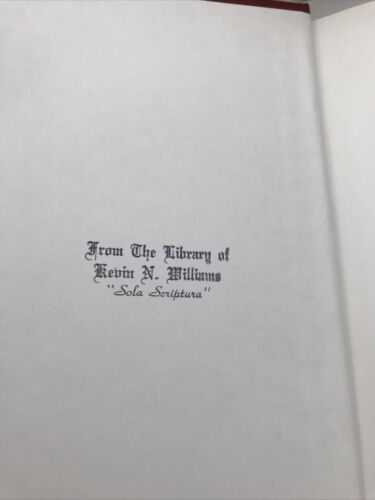 From The Library of
Kevin N. Williams
"Sola Scriptura"